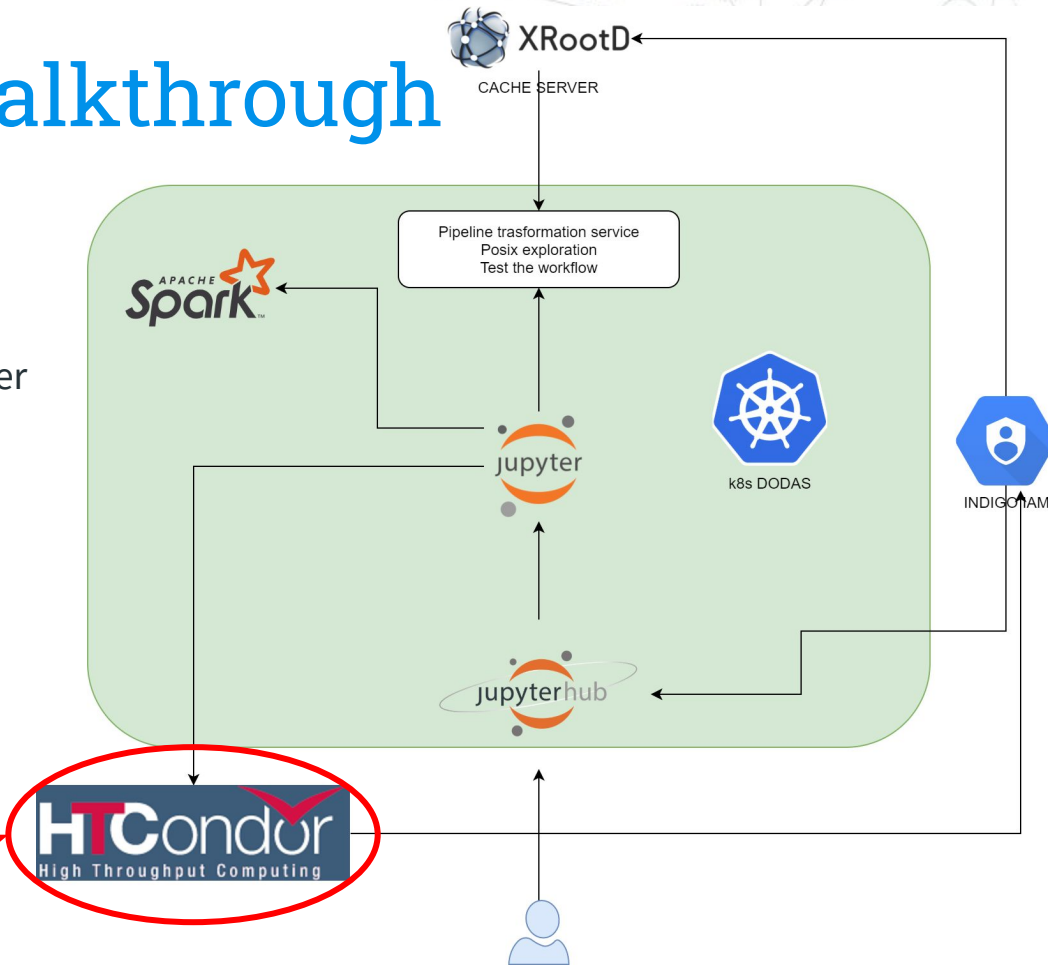 XRootD
CACHE SERVER
alkthrough
Pipeline trasformation service
Posix exploration
Test the workflow
APACHE
Spark™
er
jupyter
k8s DODAS
INDIGO IAM
jupyterhub
HTCondor
High Throughput Computing